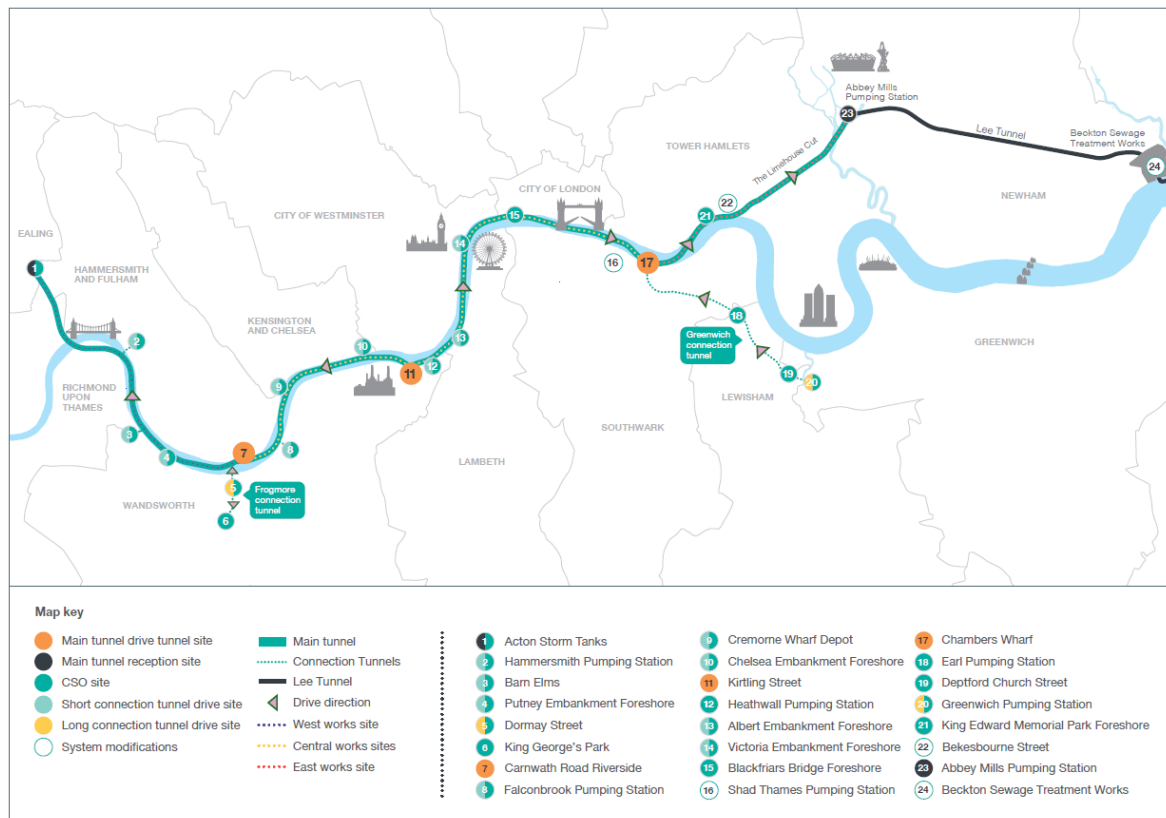 Abbey Mills
Pumping Station
Lee Tunnel
Beckton Sewage
Treatment Works
TOWER HAMLETS
The Limehouse Cut
CITY OF LONDON
CITY OF WESTMINSTER
NEWHAM
EALING
HAMMERSMITH
AND FULHAM
KENSINGTON
AND CHELSEA
RICHMOND
UPON
THAMES
Greenwich
connection
tunnel
GREENWICH
LEWISHAM
SOUTHWARK
LAMBETH
WANDSWORTH
Frogmore
connection
tunnel
1
2
3
4
5
6
7
8
9
10
11
12
13
14
15
16
17
18
19
20
21
22
23
24
Map key
Main tunnel drive tunnel site
Main tunnel reception site
CSO site
Short connection tunnel drive site
Long connection tunnel drive site
System modifications
Main tunnel
Connection Tunnels
Lee Tunnel
Drive direction
West works site
Central works sites
East works site
1 Acton Storm Tanks
2 Hammersmith Pumping Station
3 Barn Elms
4 Putney Embankment Foreshore
5 Dormay Street
6 King George's Park
7 Carnwath Road Riverside
8 Falconbrook Pumping Station
9 Cremorne Wharf Depot
10 Chelsea Embankment Foreshore
11 Kirtling Street
12 Heathwall Pumping Station
13 Albert Embankment Foreshore
14 Victoria Embankment Foreshore
15 Blackfriars Bridge Foreshore
16 Shad Thames Pumping Station
17 Chambers Wharf
18 Earl Pumping Station
19 Deptford Church Street
20 Greenwich Pumping Station
21 King Edward Memorial Park Foreshore
22 Bekesbourne Street
23 Abbey Mills Pumping Station
24 Beckton Sewage Treatment Works